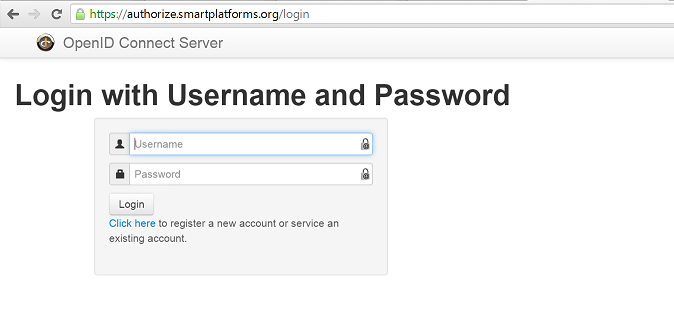 https://authorize.smartplatforms.org/login
OpenID Connect Server
Login with Username and Password
Username
Password
Login
Click here to register a new account or service an
existing account.